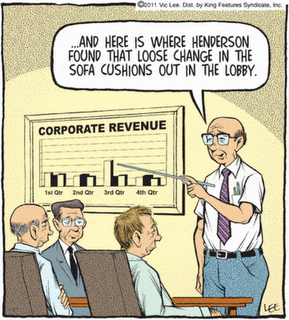 ©2011 Vic Lee. Dist. by King Features Syndicate, Inc.
...AND HERE IS WHERE HENDERSON
FOUND THAT LOOSE CHANGE IN THE
SOFA CUSHIONS OUT IN THE LOBBY.
CORPORATE REVENUE
1st Qtr 2nd Qtr 3rd Qtr 4th Qtr
LEE